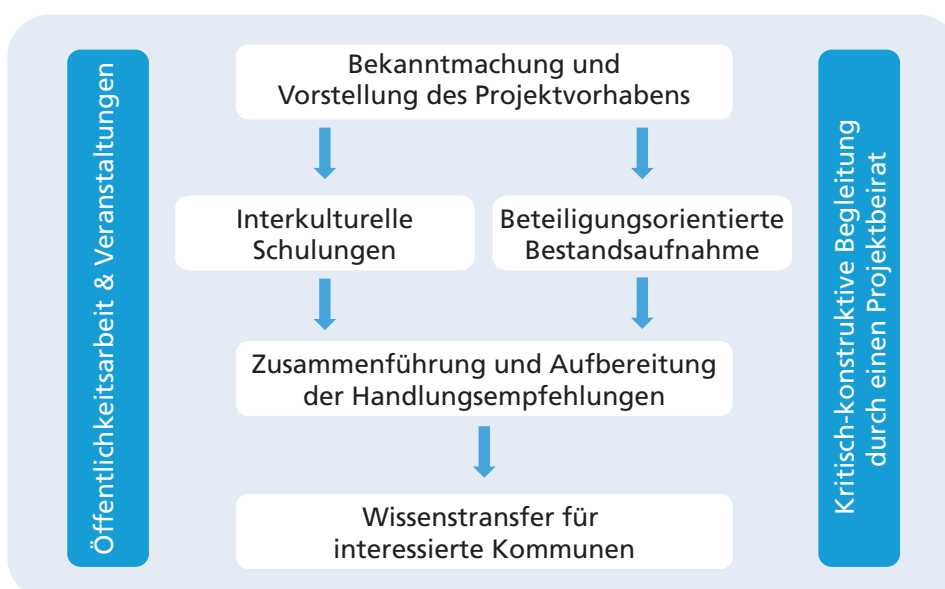 Öffentlichkeitsarbeit & Veranstaltungen
Bekanntmachung und
Vorstellung des Projektvorhabens
Interkulturelle
Schulungen
Beteiligungsorientierte
Bestandsaufnahme
Zusammenführung und Aufbereitung
der Handlungsempfehlungen
Wissenstransfer für
interessierte Kommunen
Kritisch-konstruktive Begleitung
durch einen Projektbeirat